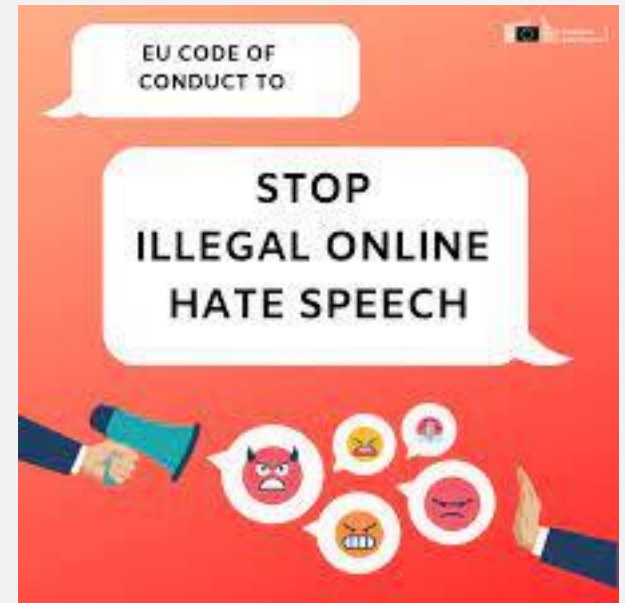 EU CODE OF
CONDUCT TO
STOP
ILLEGAL ONLINE
HATE SPEECH